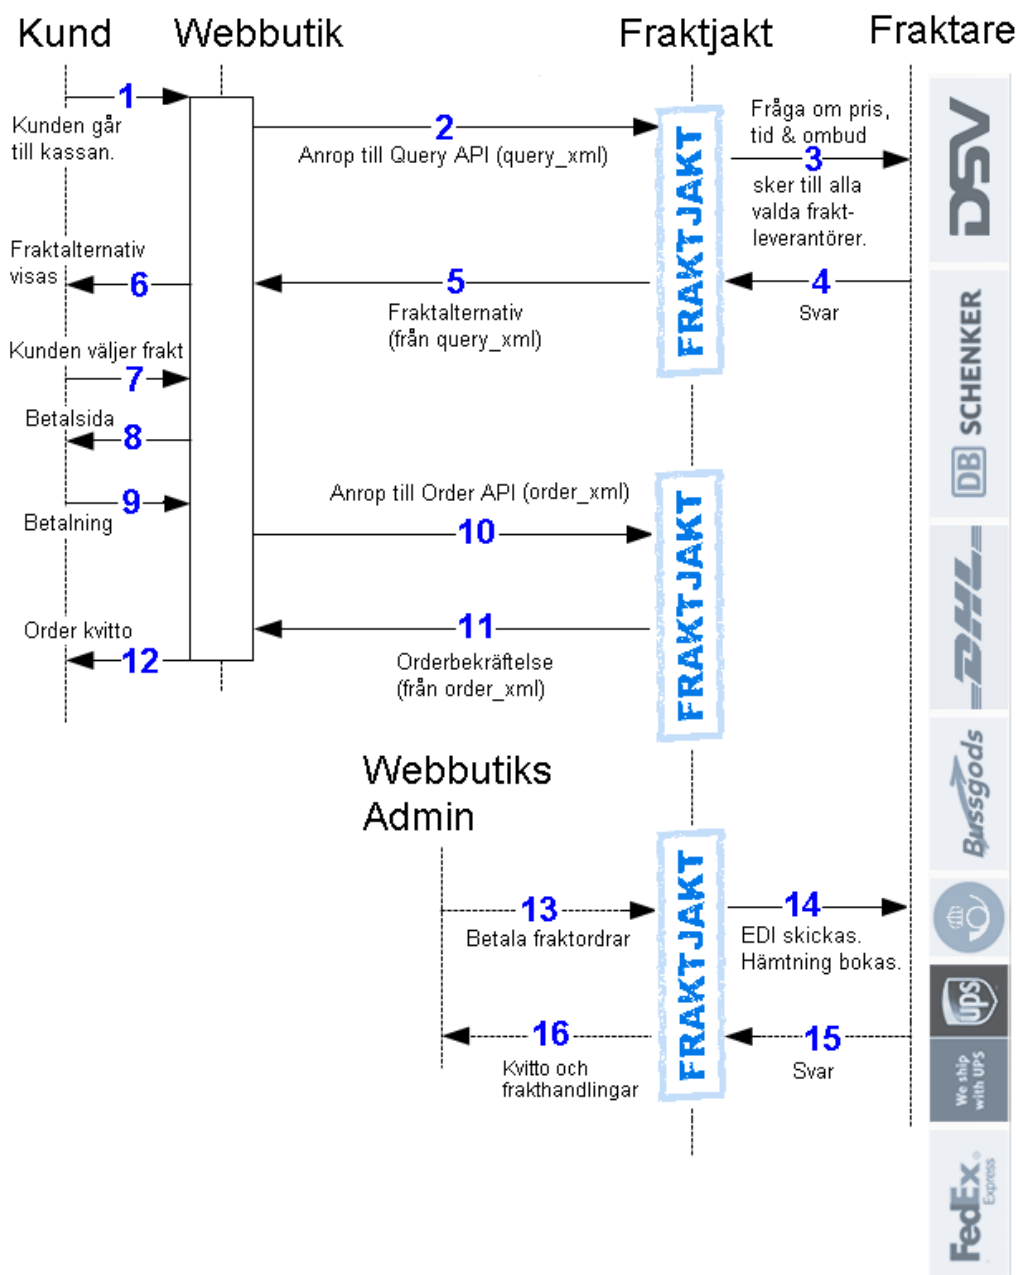 Kund
Webbutik
Fraktjakt
Fraktare
1
Kunden går
till kassan.
2
Anrop till Query API (query_xml)
Fråga om pris,
tid & ombud
3
sker till alla
valda frakt-
leverantörer.
4
Svar
5
Fraktalternativ
(från query_xml)
Fraktalternativ
visas
6
Kunden väljer frakt
7
Betalsida
8
9
Betalning
Anrop till Order API (order_xml)
10
11
Orderbekräftelse
(från order_xml)
Order kvitto
12
Webbutiks
Admin
13
Betala fraktordrar
14
EDI skickas.
Hämtning bokas.
15
Svar
16
Kvitto och
frakthandlingar
FRAKTJAKT
FRAKTJAKT
FRAKTJAKT
DSV
DB SCHENKER
DHL
Bussgods
ups
We ship
with UPS
FedEx
Express